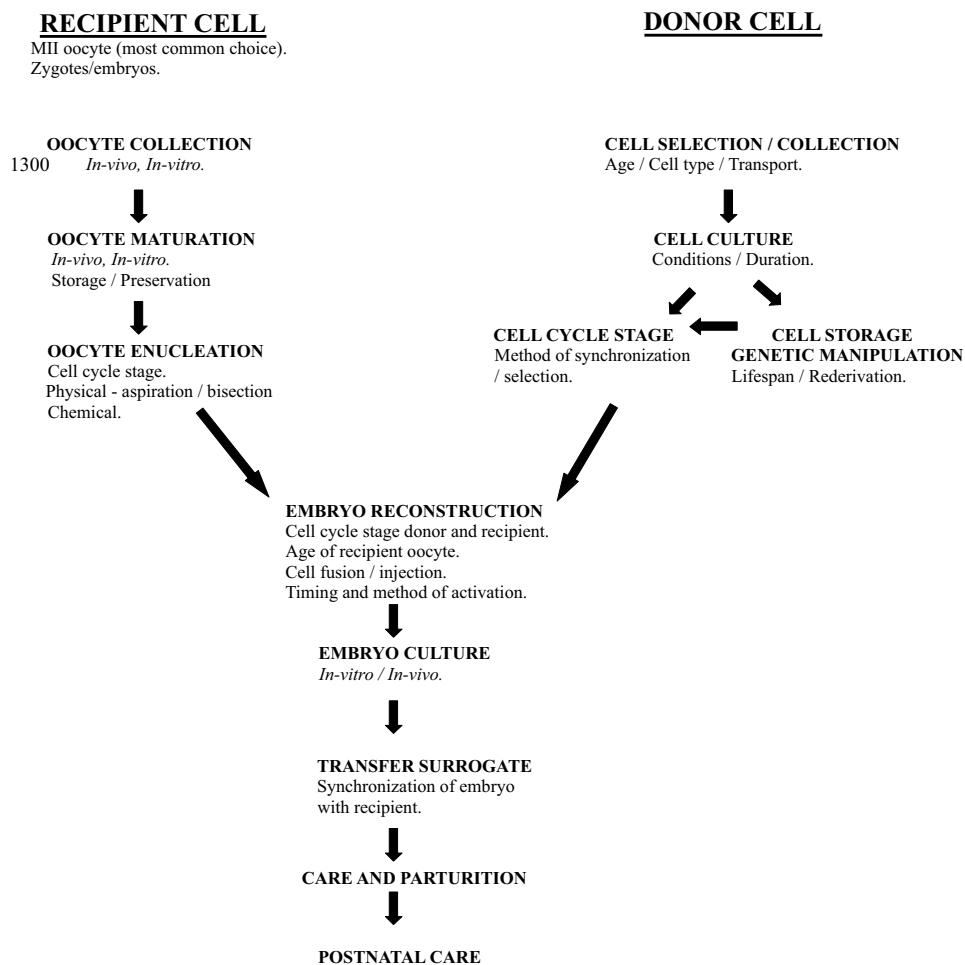 RECIPIENT CELL
MII oocyte (most common choice).
Zygotes/embryos.
DONOR CELL
OOCYTE COLLECTION
1300 In-vivo, In-vitro.
CELL SELECTION / COLLECTION
Age / Cell type / Transport.
OOCYTE MATURATION
In-vivo, In-vitro.
Storage / Preservation
CELL CULTURE
Conditions / Duration.
OOCYTE ENUCLEATION
Cell cycle stage.
Physical - aspiration / bisection
Chemical.
CELL CYCLE STAGE
Method of synchronization
/ selection.
CELL STORAGE
GENETIC MANIPULATION
Lifespan / Rederivation.
EMBRYO RECONSTRUCTION
Cell cycle stage donor and recipient.
Age of recipient oocyte.
Cell fusion / injection.
Timing and method of activation.
EMBRYO CULTURE
In-vitro / In-vivo.
TRANSFER SURROGATE
Synchronization of embryo
with recipient.
CARE AND PARTURITION
POSTNATAL CARE